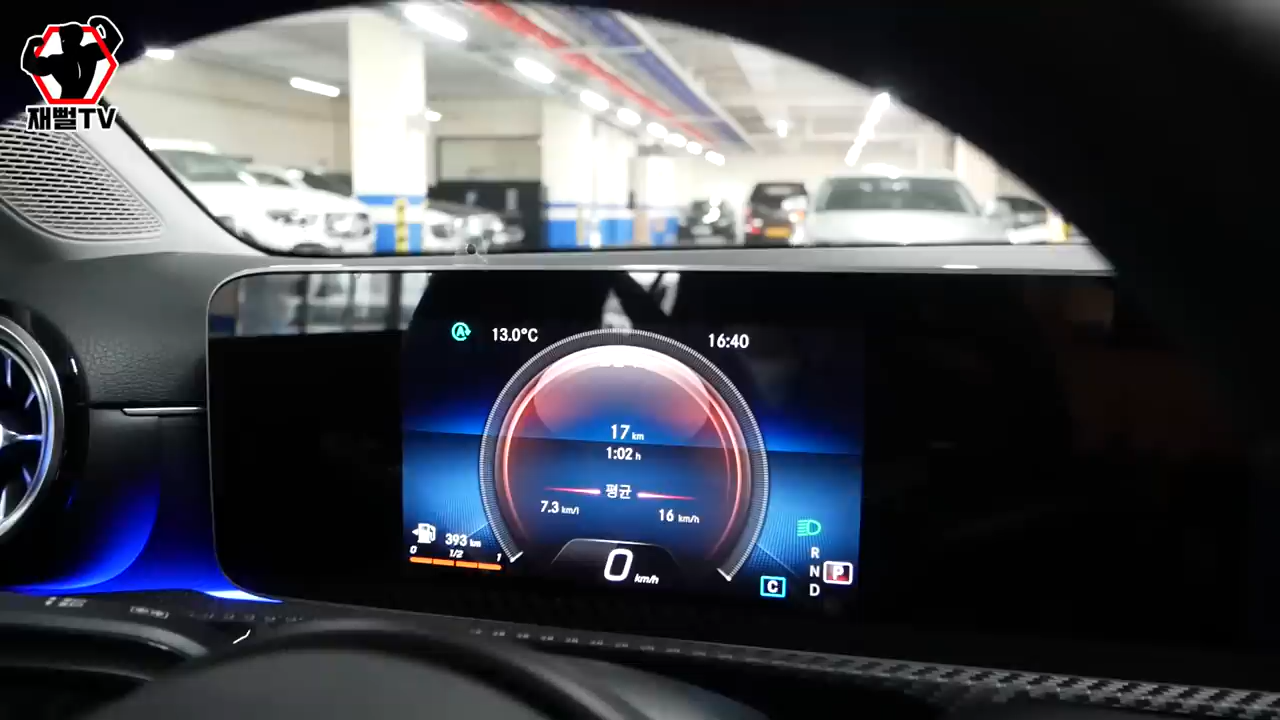 재뻘TV
A 13.0°C
16:40
17 km
1:02 h
평균
7.3 km/l
16 km/h
393 km
0 1/2 1
0 km/h
C
R
N P
D